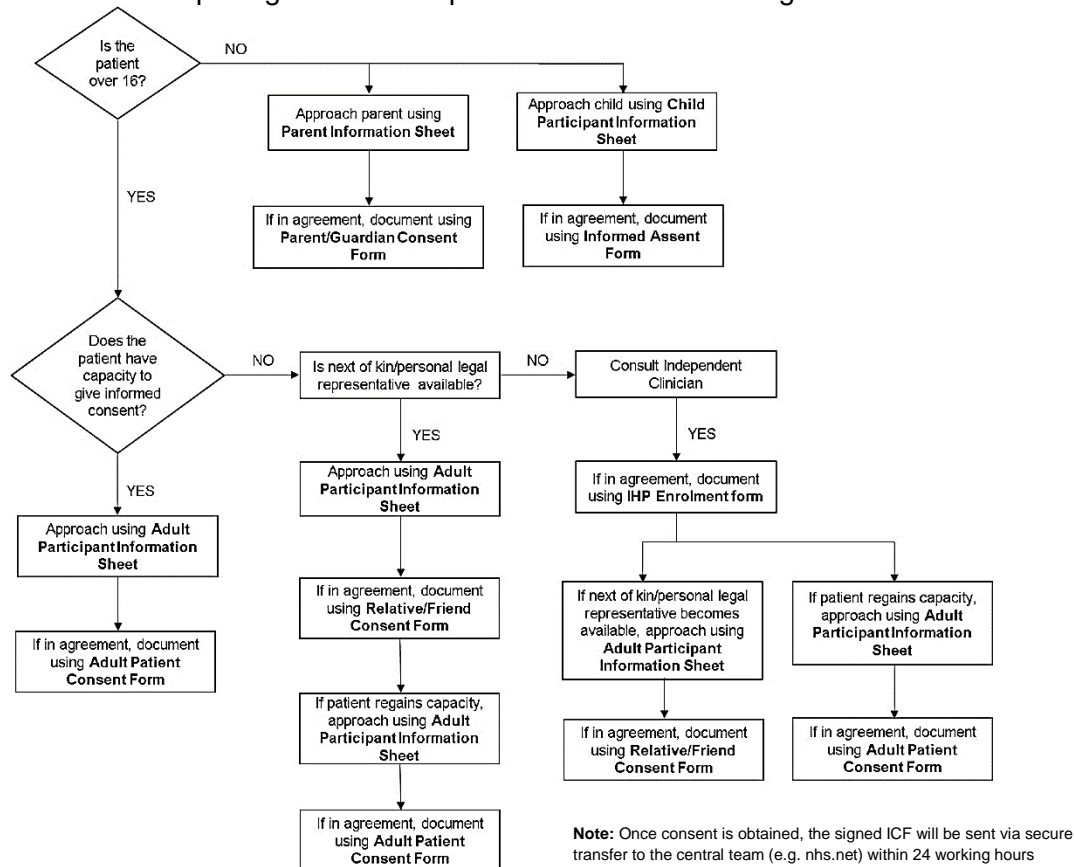 Is the
patient
over 16?
NO
Approach parent using
Parent Information Sheet
Approach child using Child
Participant Information
Sheet
YES
If in agreement, document using
Parent/Guardian Consent
Form
If in agreement, document
using Informed Assent
Form
Does the
patient have
capacity to
give informed
consent?
NO
Is next of kin/personal legal
representative available?
NO
Consult Independent
Clinician
YES
Approach using Adult
Participant Information
Sheet
If in agreement, document
using Adult Patient
Consent Form
YES
Approach using Adult
Participant Information
Sheet
If in agreement, document
using Relative/Friend
Consent Form
If patient regains capacity,
approach using Adult
Participant Information
Sheet
If in agreement, document
using Adult Patient
Consent Form
YES
If in agreement, document
using IHP Enrolment form
If next of kin/personal legal
representative becomes
available, approach using
Adult Participant
Information Sheet
If in agreement, document
using Relative/Friend
Consent Form
If patient regains capacity,
approach using Adult
Participant Information
Sheet
If in agreement, document
using Adult Patient
Consent Form
Note: Once consent is obtained, the signed ICF will be sent via secure
transfer to the central team (e.g. nhs.net) within 24 working hours